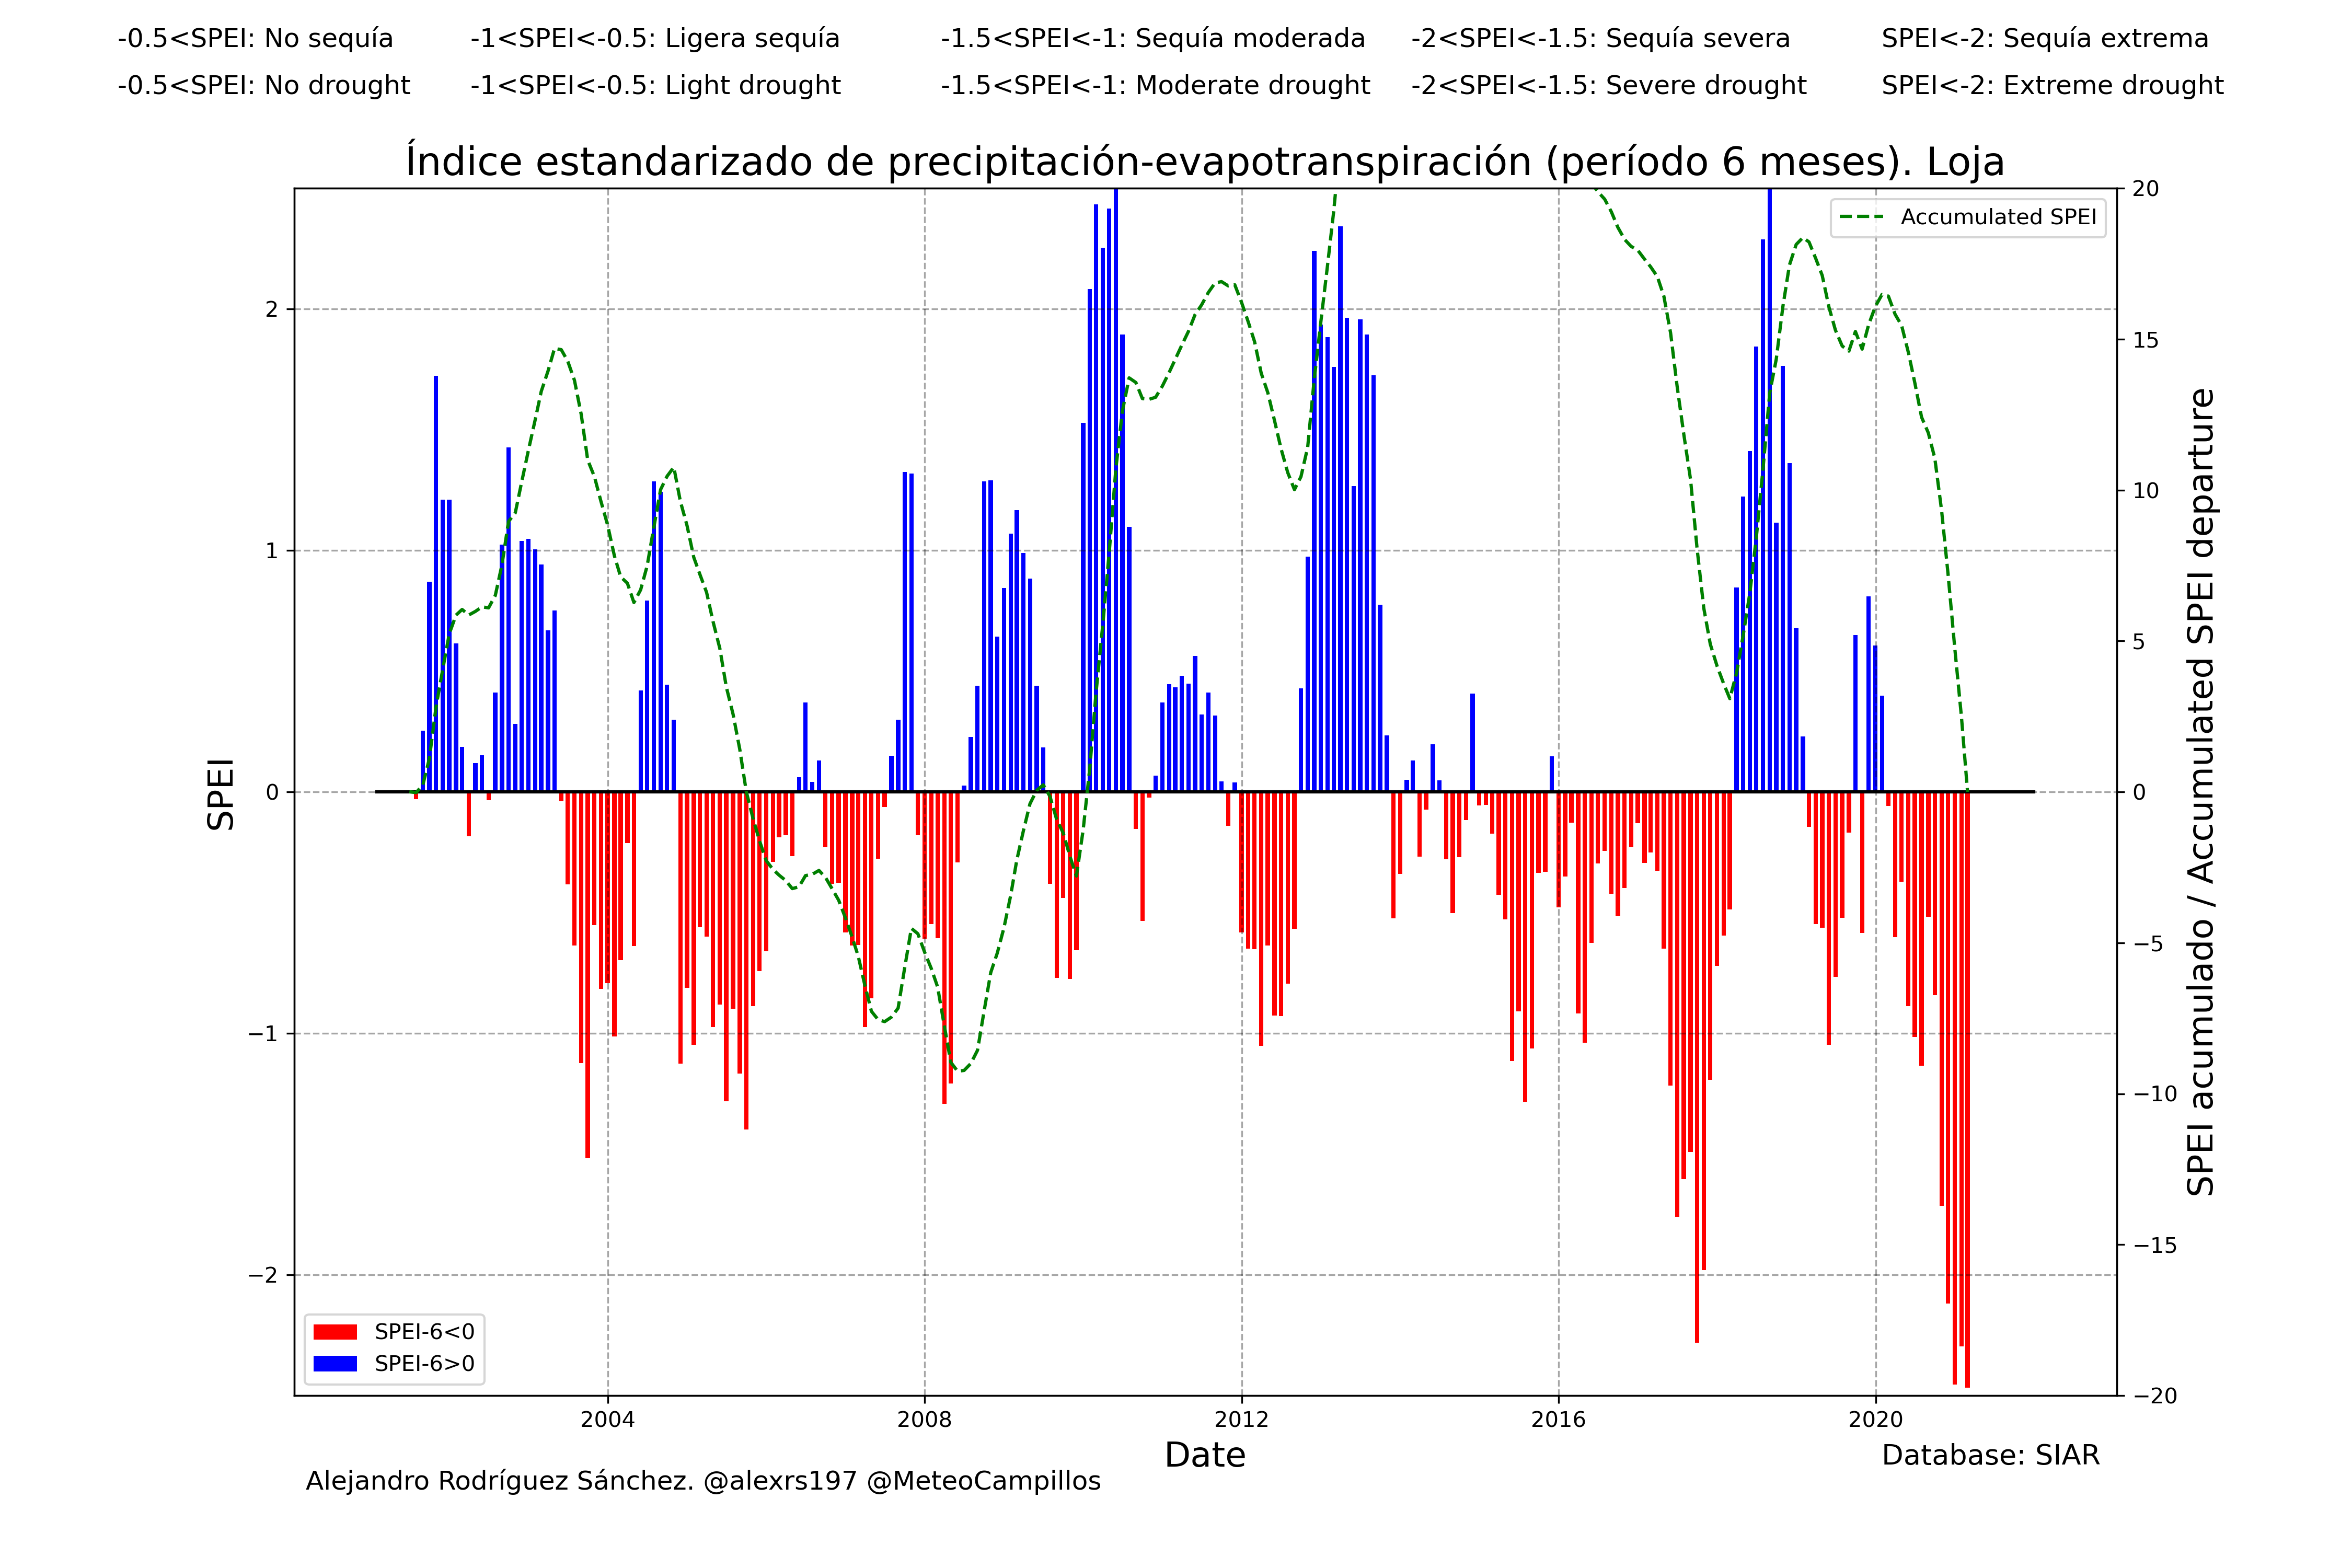 -0.5<SPEI: No sequía -1<SPEI<-0.5: Ligera sequía -1.5<SPEI<-1: Sequía moderada -2<SPEI<-1.5: Sequía severa SPEI<-2: Sequía extrema
-0.5<SPEI: No drought -1<SPEI<-0.5: Light drought -1.5<SPEI<-1: Moderate drought -2<SPEI<-1.5: Severe drought SPEI<-2: Extreme drought
Índice estandarizado de precipitación-evapotranspiración (período 6 meses). Loja
Accumulated SPEI
SPEI
2
1
0
−1
−2
20
15
10
5
0
−5
−10
−15
−20
SPEI acumulado / Accumulated SPEI departure
SPEI-6<0
SPEI-6>0
2004 2008 2012 2016 2020
Date
Database: SIAR
Alejandro Rodríguez Sánchez. @alexrs197 @MeteoCampillos